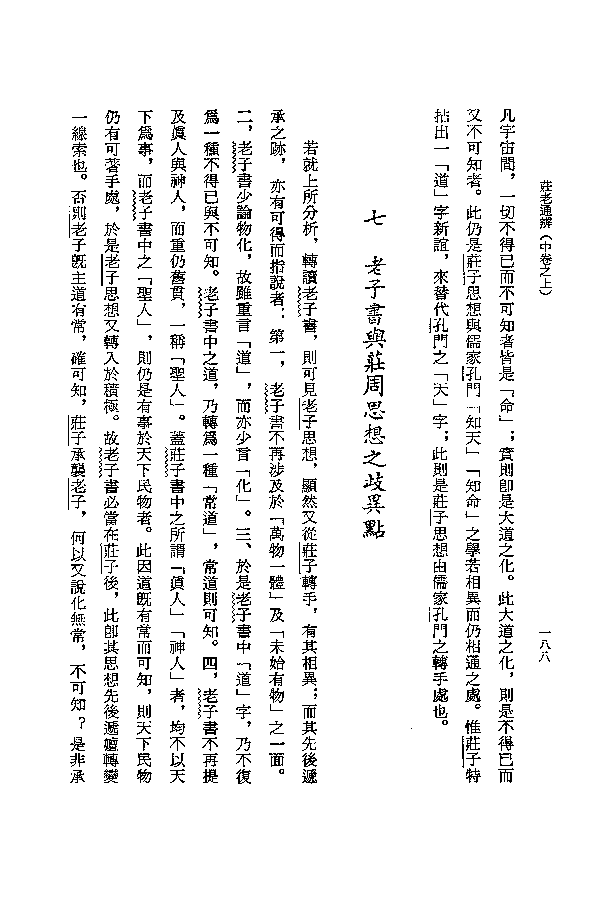 莊老通辨（中卷之上）
一八八
凡宇宙間，一切不得已而不可知者皆是「命」；實則卽是大道之化。此大道之化，則是不得已而
又不可知者。此仍是莊子思想與儒家孔門「知天」「知命」之學若相異而仍相通之處。惟莊子特
拈出一「道」字新誼，來替代孔門之「天」字；此則是莊子思想由儒家孔門之轉手處也。
七　老子書與莊周思想之歧異點
若就上所分析，轉讀老子書，則可見老子思想，顯然又從莊子轉手，有其相異；而其先後遞
承之跡，亦有可得而指說者：第一，老子書不再涉及於「萬物一體」及「未始有物」之一面。
二，老子書少論物化，故雖重言「道」，而亦少言「化」。三、於是老子書中「道」字，乃不復
爲一種不得已與不可知。老子書中之道，乃轉爲一種「常道」，常道則可知。四，老子書不再提
及眞人與神人，而重仍舊貫，一稱「聖人」。蓋莊子書中之所謂「眞人」「神人」者，均不以天
下爲事，而老子書中之「聖人」，則仍是有事於天下民物者。此因道旣有常而可知，則天下民物
仍有可著手處，於是老子思想又轉入於積極。故老子書必當在莊子後，此卽其思想先後遞嬗轉變
一線索也。否則老子旣主道有常，確可知，莊子承襲老子，何以又說化無常，不可知？是非承